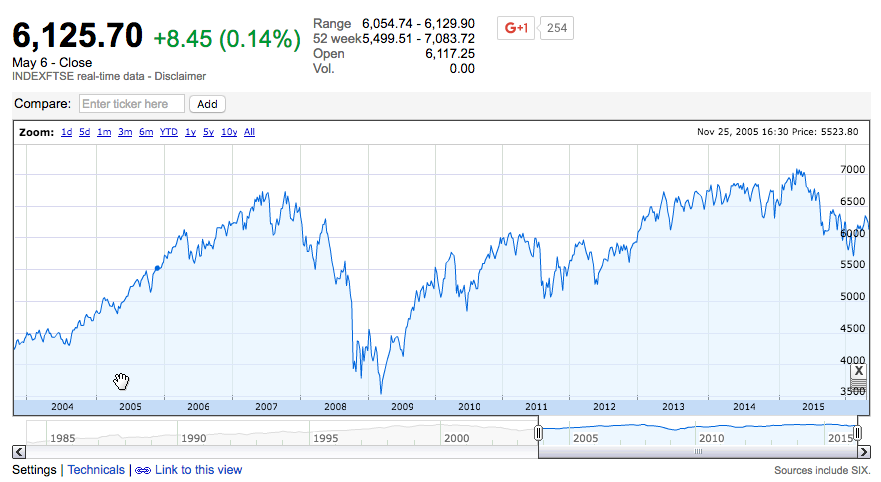 6,125.70 +8.45 (0.14%)
May 6 - Close
INDEXFTSE real-time data - Disclaimer
Range 6,054.74 - 6,129.90
52 week 5,499.51 - 7,083.72
Open 6,117.25
Vol. 0.00
G+1 254
Compare: Enter ticker here Add
Zoom: 1d 5d 1m 3m 6m YTD 1y 5y 10y All
Nov 25, 2005 16:30 Price: 5523.80
7000
6500
6000
5500
5000
4500
4000
X
3500
2004 2005 2006 2007 2008 2009 2010 2011 2012 2013 2014 2015
1985 1990 1995 2000 2005 2010 2015
Settings | Technicals | Link to this view
Sources include SIX.